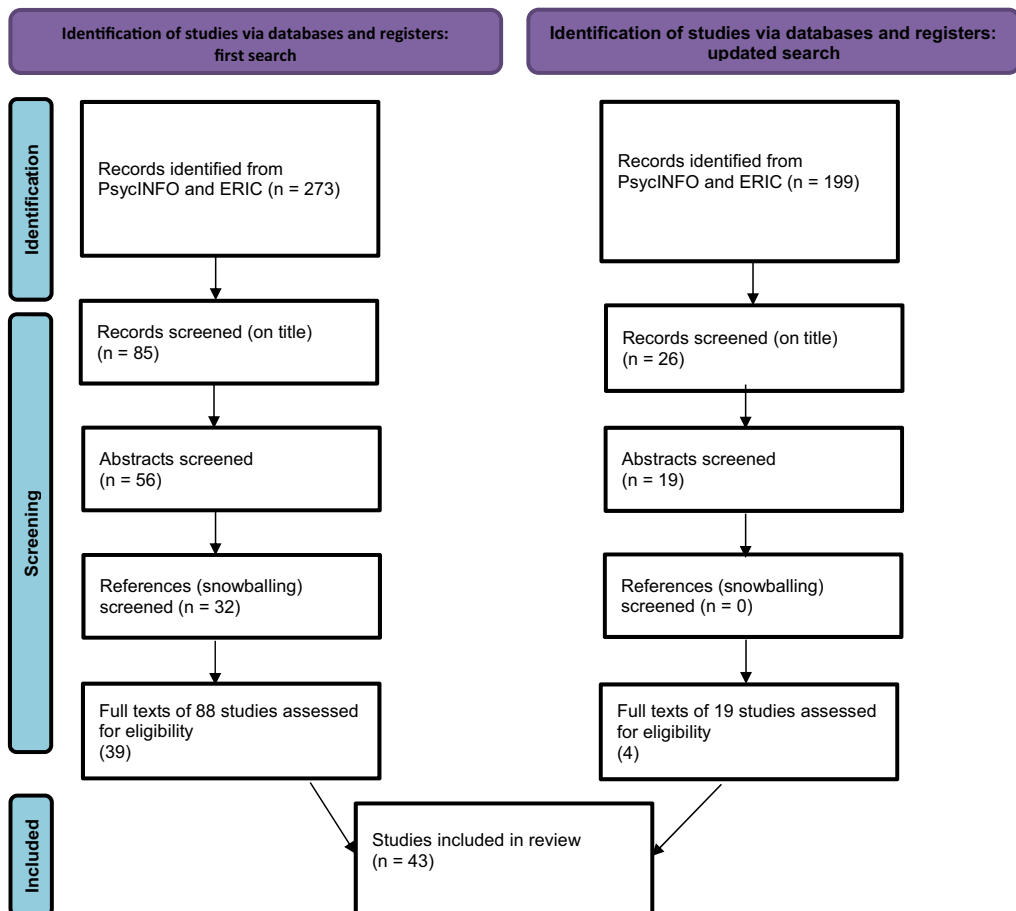 Identification of studies via databases and registers:
first search
Identification of studies via databases and registers:
updated search
Identification
Records identified from
PsycINFO and ERIC (n = 273)
Records identified from
PsycINFO and ERIC (n = 199)
Screening
Records screened (on title)
(n = 85)
Records screened (on title)
(n = 26)
Abstracts screened
(n = 56)
Abstracts screened
(n = 19)
References (snowballing)
screened (n = 32)
References (snowballing)
screened (n = 0)
Full texts of 88 studies assessed
for eligibility
(39)
Full texts of 19 studies assessed
for eligibility
(4)
Included
Studies included in review
(n = 43)